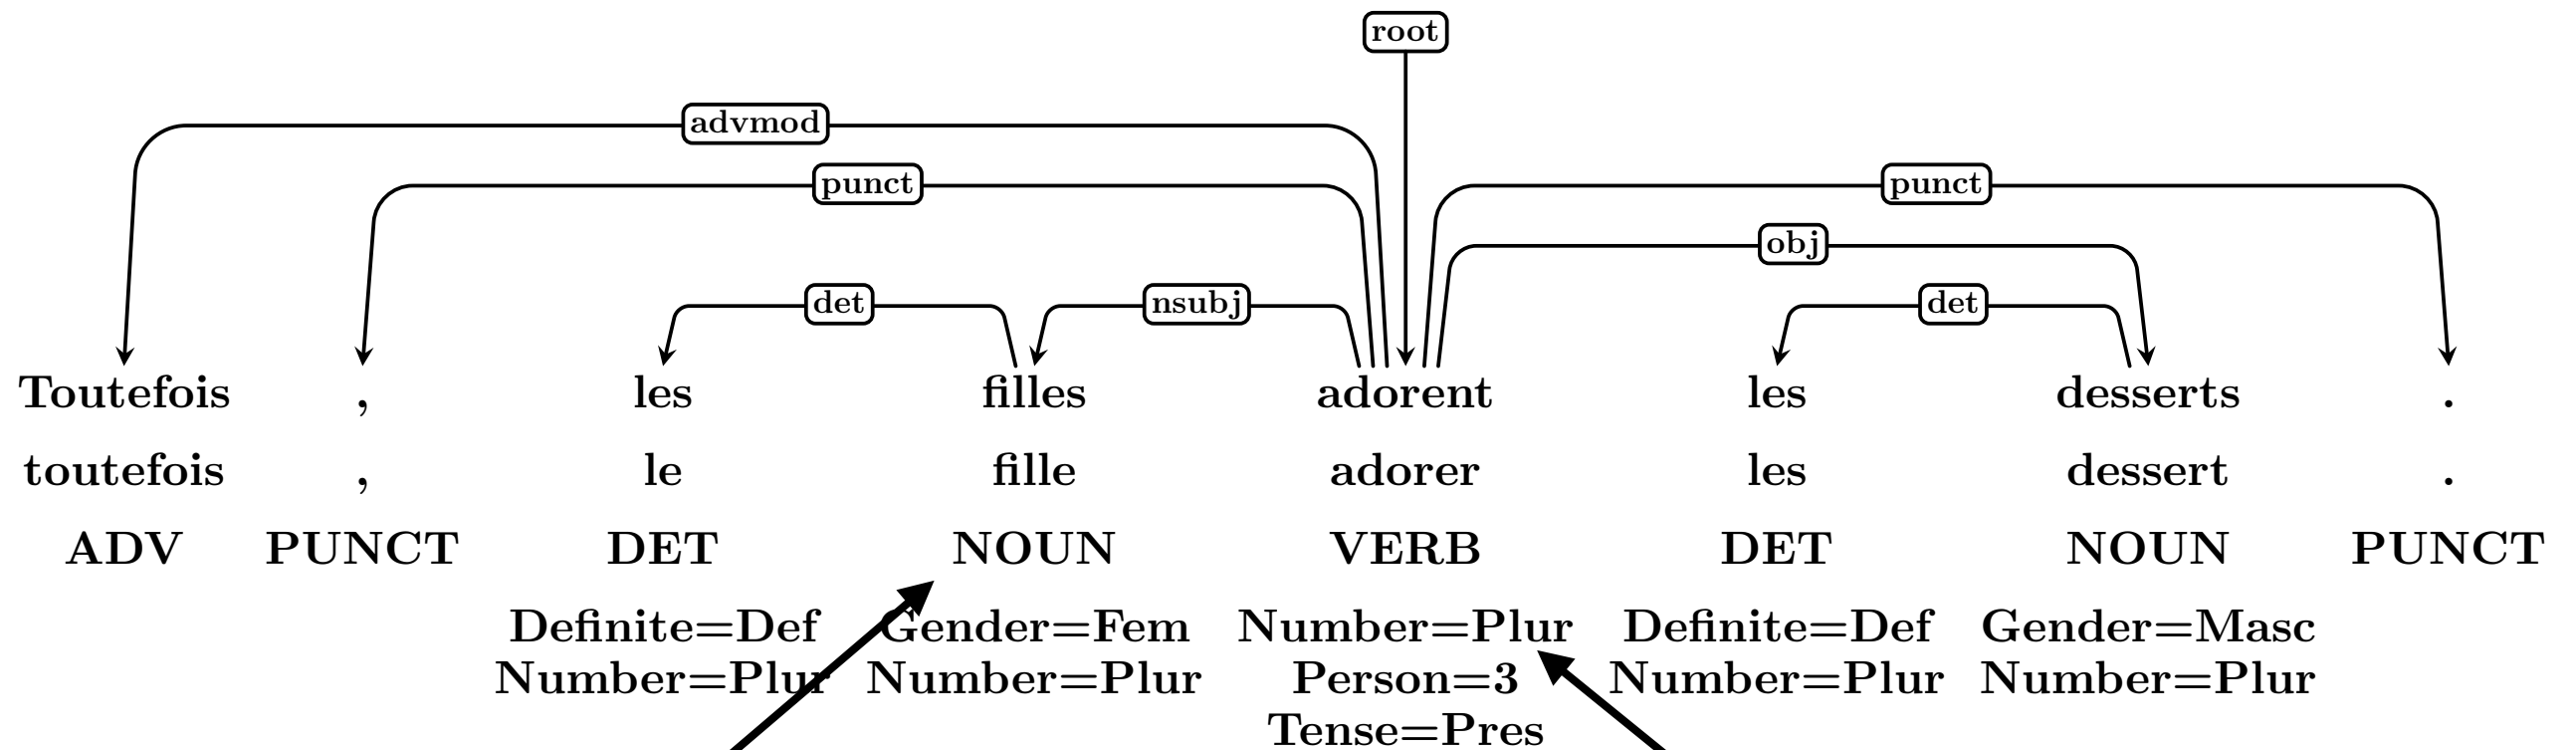 root
advmod
punct punct
obj
det nsubj det
Toutefois , les filles adorent les desserts .
toutefois , le fille adorer les dessert .
ADV PUNCT DET NOUN VERB DET NOUN PUNCT
Definite=Def Gender=Fem Number=Plur Definite=Def Gender=Masc
Number=Plur Number=Plur Person=3 Number=Plur Number=Plur
Tense=Pres